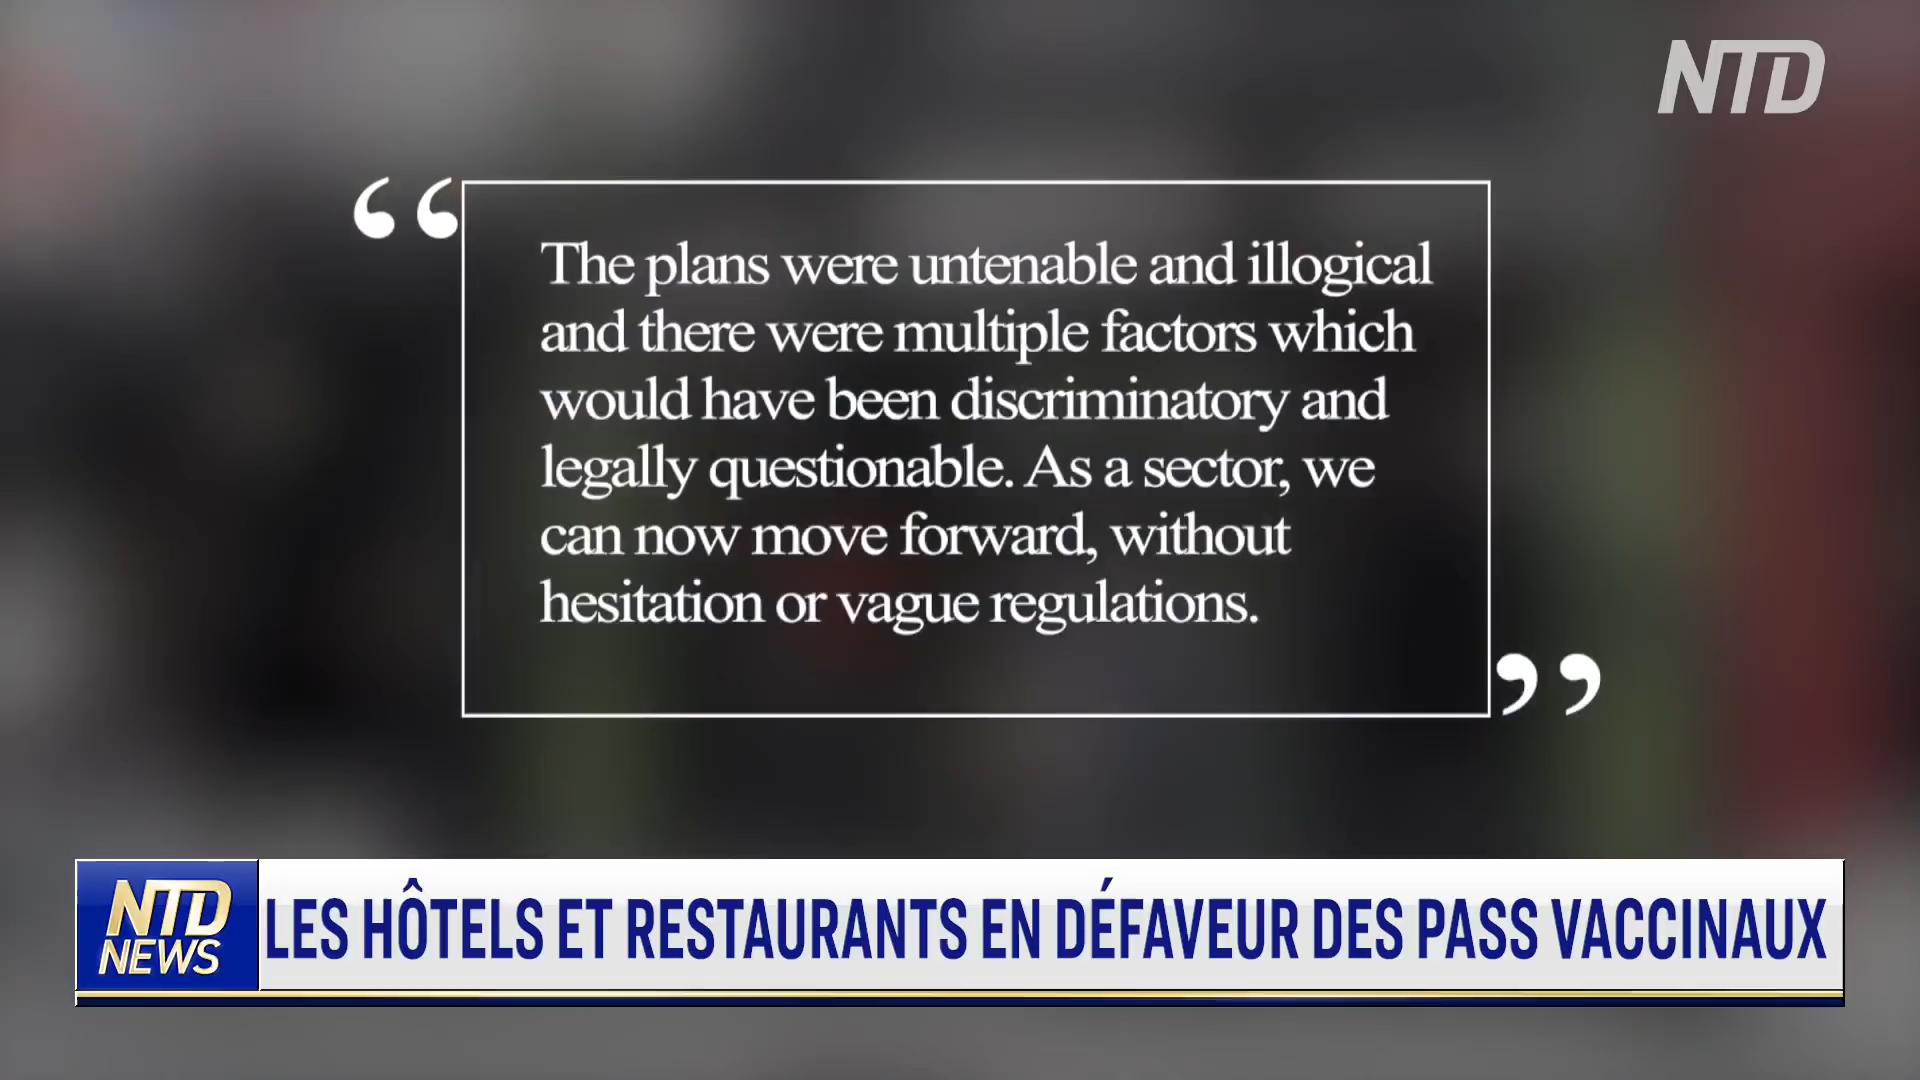 NTD
“
The plans were untenable and illogical
and there were multiple factors which
would have been discriminatory and
legally questionable. As a sector, we
can now move forward, without
hesitation or vague regulations.
”
NTD
NEWS
LES HÔTELS ET RESTAURANTS EN DÉFAVEUR DES PASS VACCINAUX